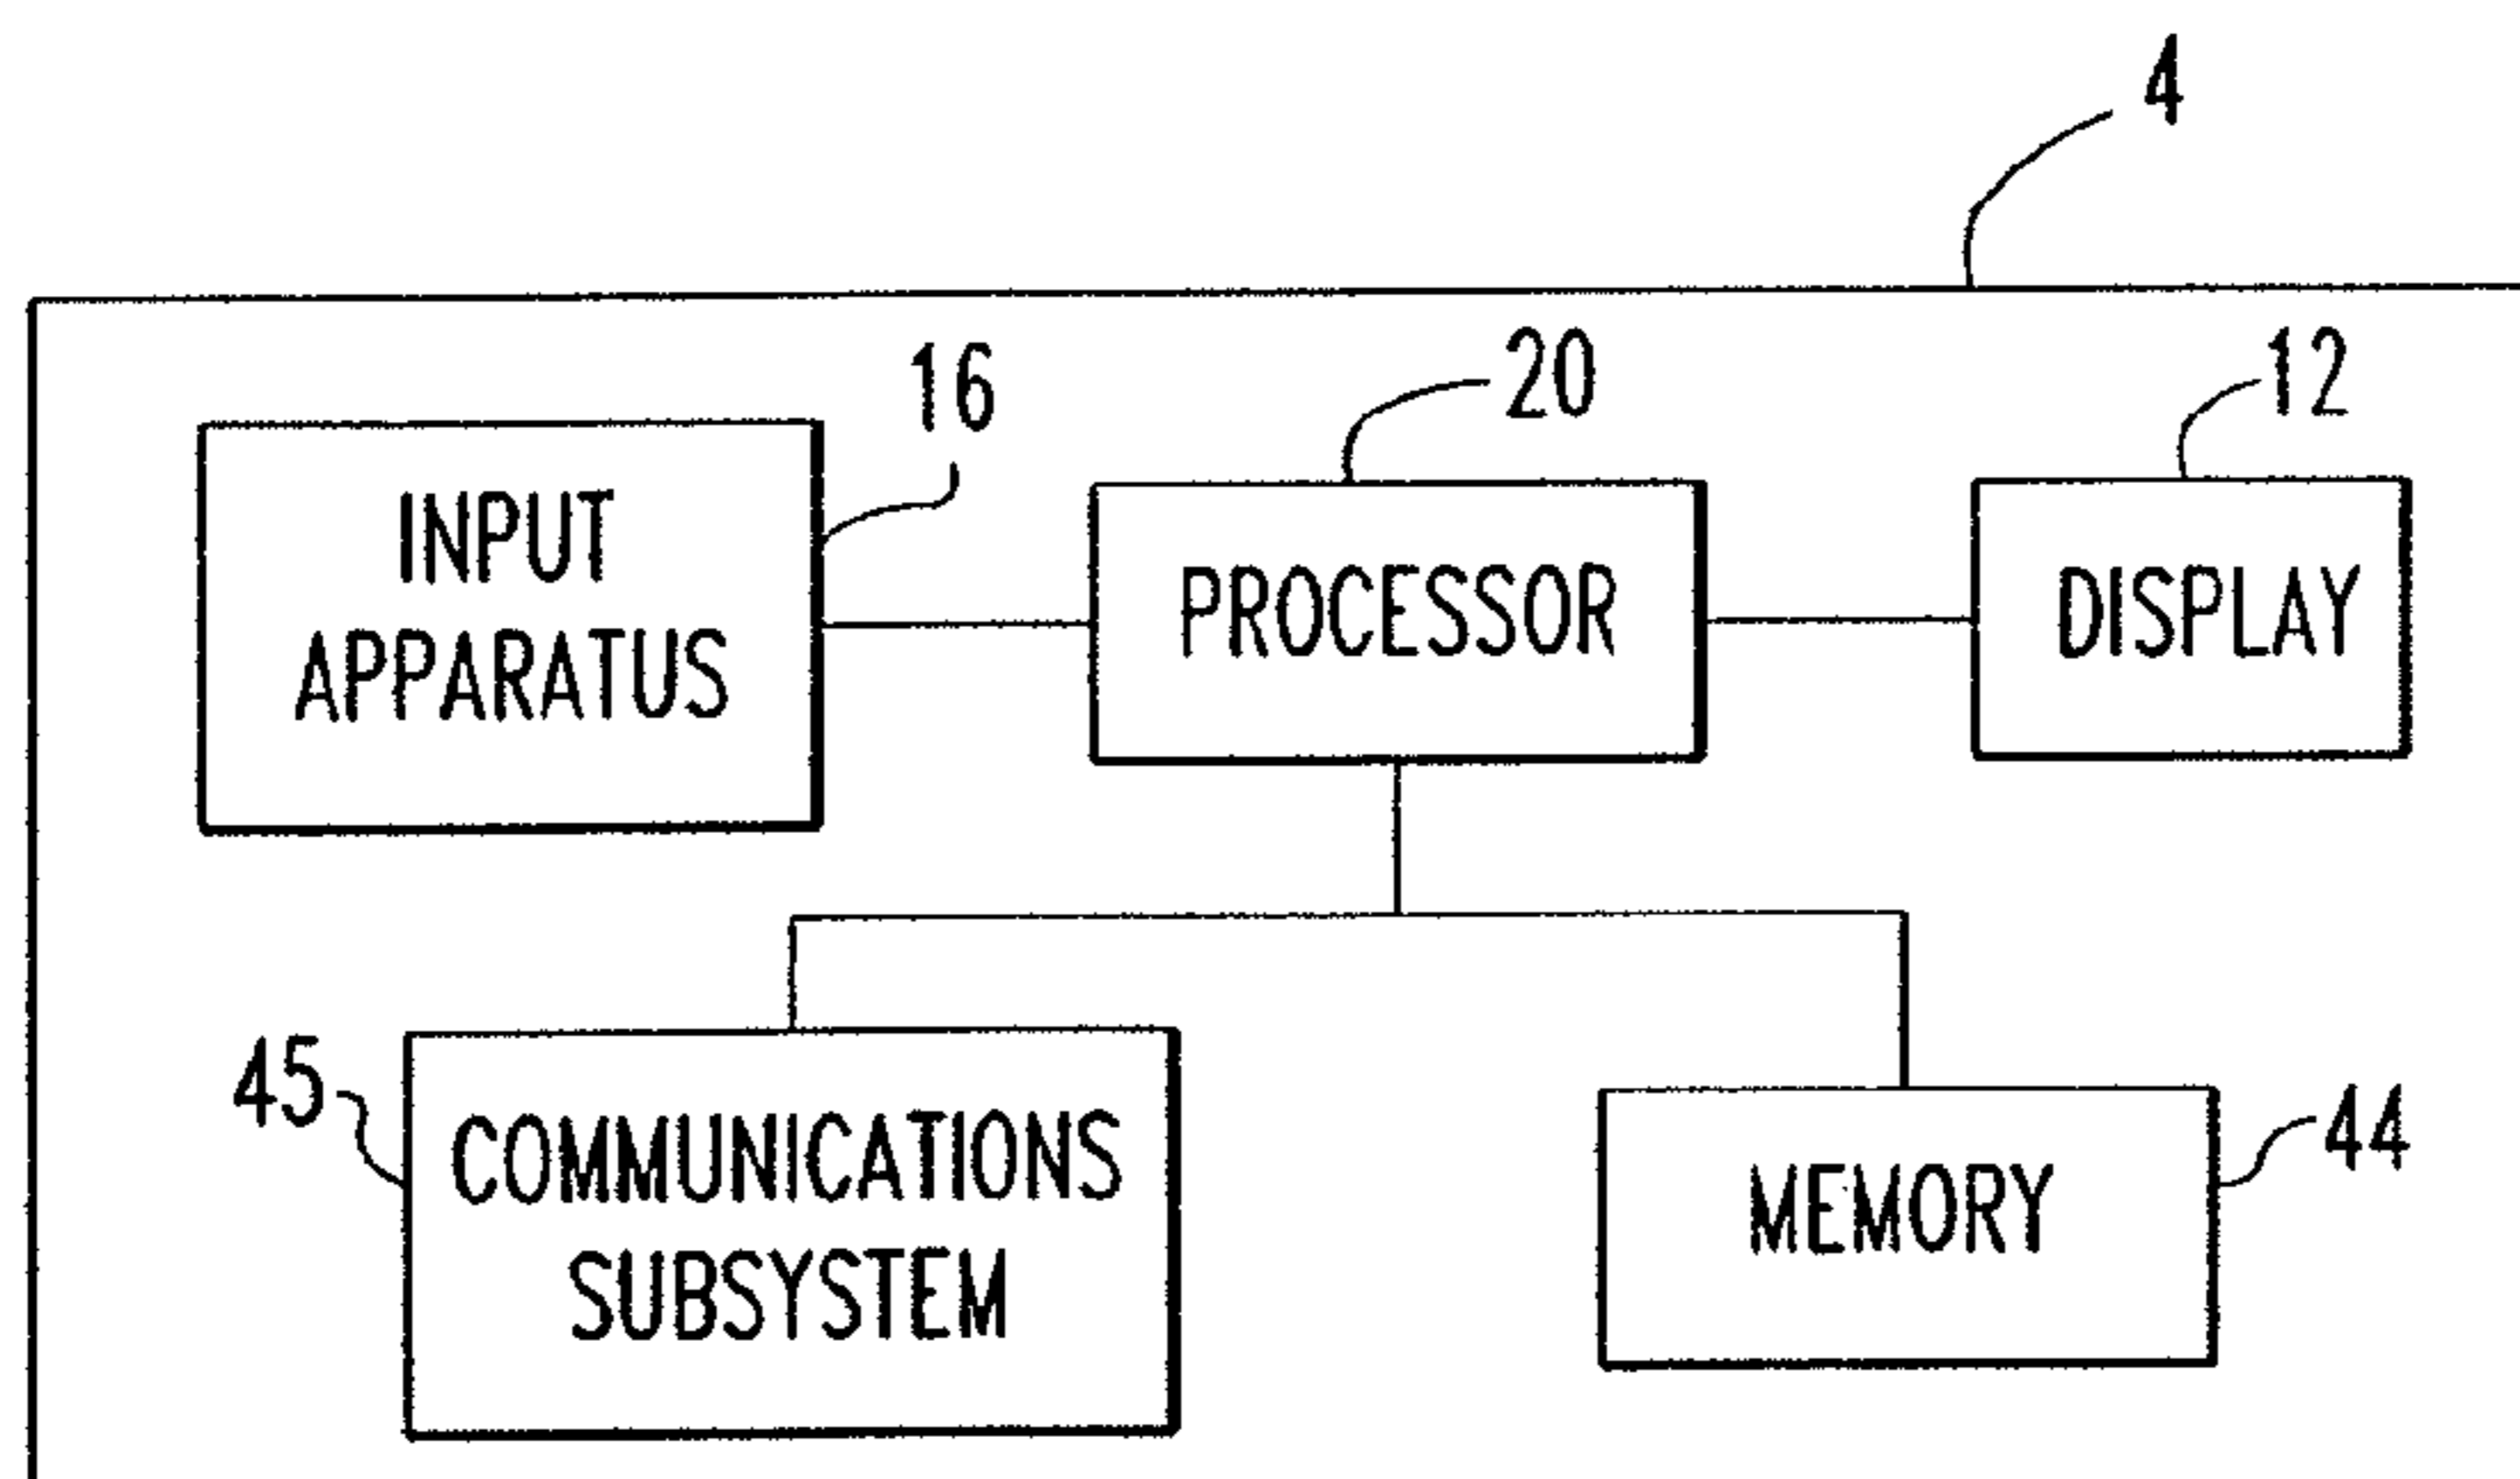 4
16
20
12
INPUT
APPARATUS
PROCESSOR
DISPLAY
45
COMMUNICATIONS
SUBSYSTEM
MEMORY
44